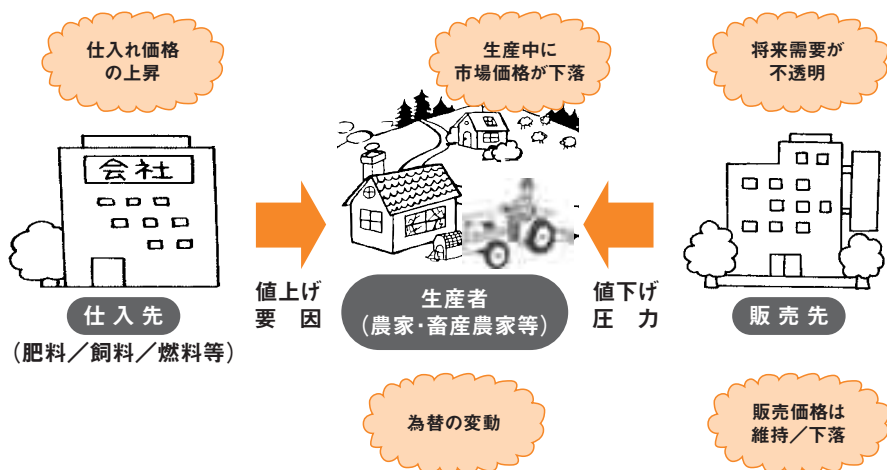 仕入れ価格
の上昇
生産中に
市場価格が下落
将来需要が
不透明
会社
値上げ
要因
値下げ
圧力
仕入先
(肥料／飼料／燃料等)
生産者
(農家・畜産農家等)
販売先
為替の変動
販売価格は
維持／下落